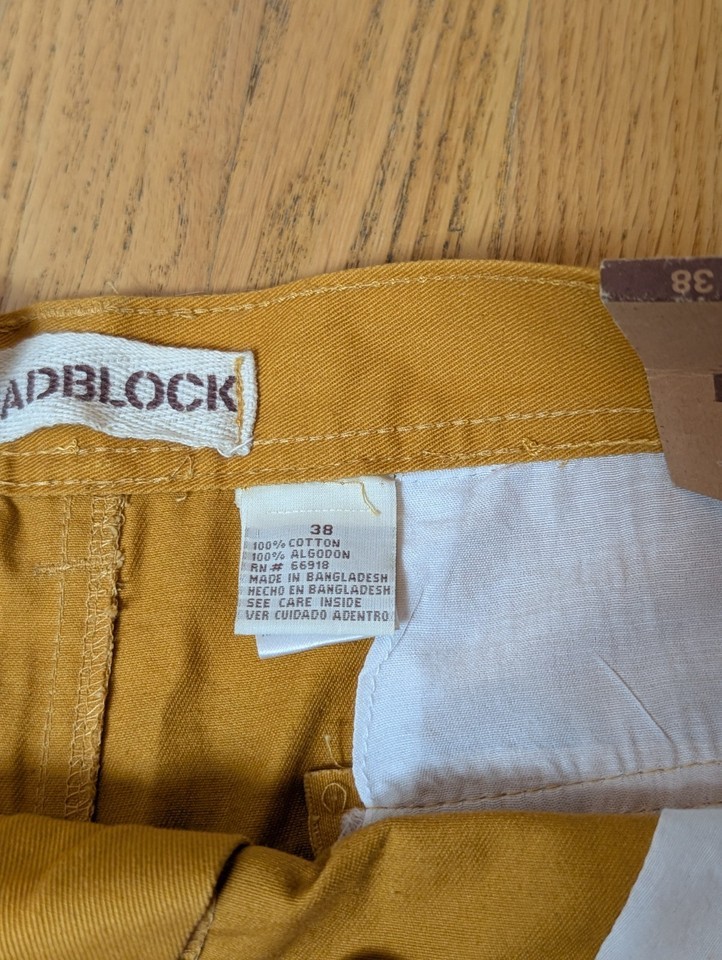 38
ADBLOCK
38
100% COTTON
100% ALGODON
RN# 66918
MADE IN BANGLADESH
HECHO EN BANGLADESH
SEE CARE INSIDE
VER CUIDADO ADENTRO